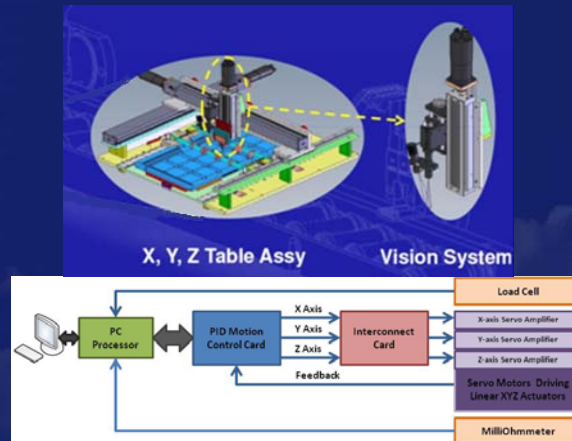 X, Y, Z Table Assy
Vision System
Load Cell
X Axis
X-axis Servo Amplifier
PC
Processor
PID Motion
Control Card
Y Axis
Interconnect
Card
Y-axis Servo Amplifier
Z Axis
Z-axis Servo Amplifier
Feedback
Servo Motors Driving
Linear XYZ Actuators
MilliOhmmeter